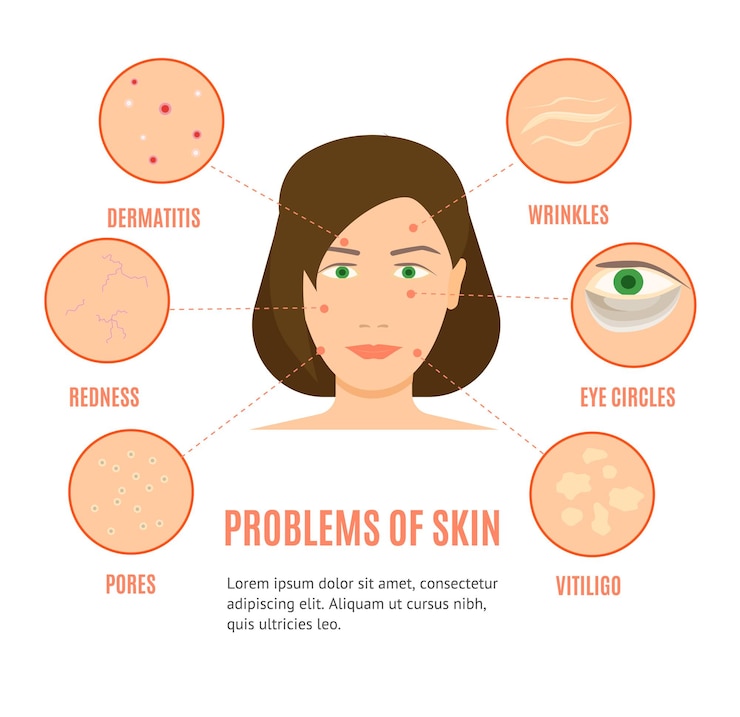 DERMATITIS
WRINKLES
REDNESS
EYE CIRCLES
PORES
VITILIGO
PROBLEMS OF SKIN
Lorem ipsum dolor sit amet, consectetur
adipiscing elit. Aliquam at cursus nibh,
quis ultricies leo.